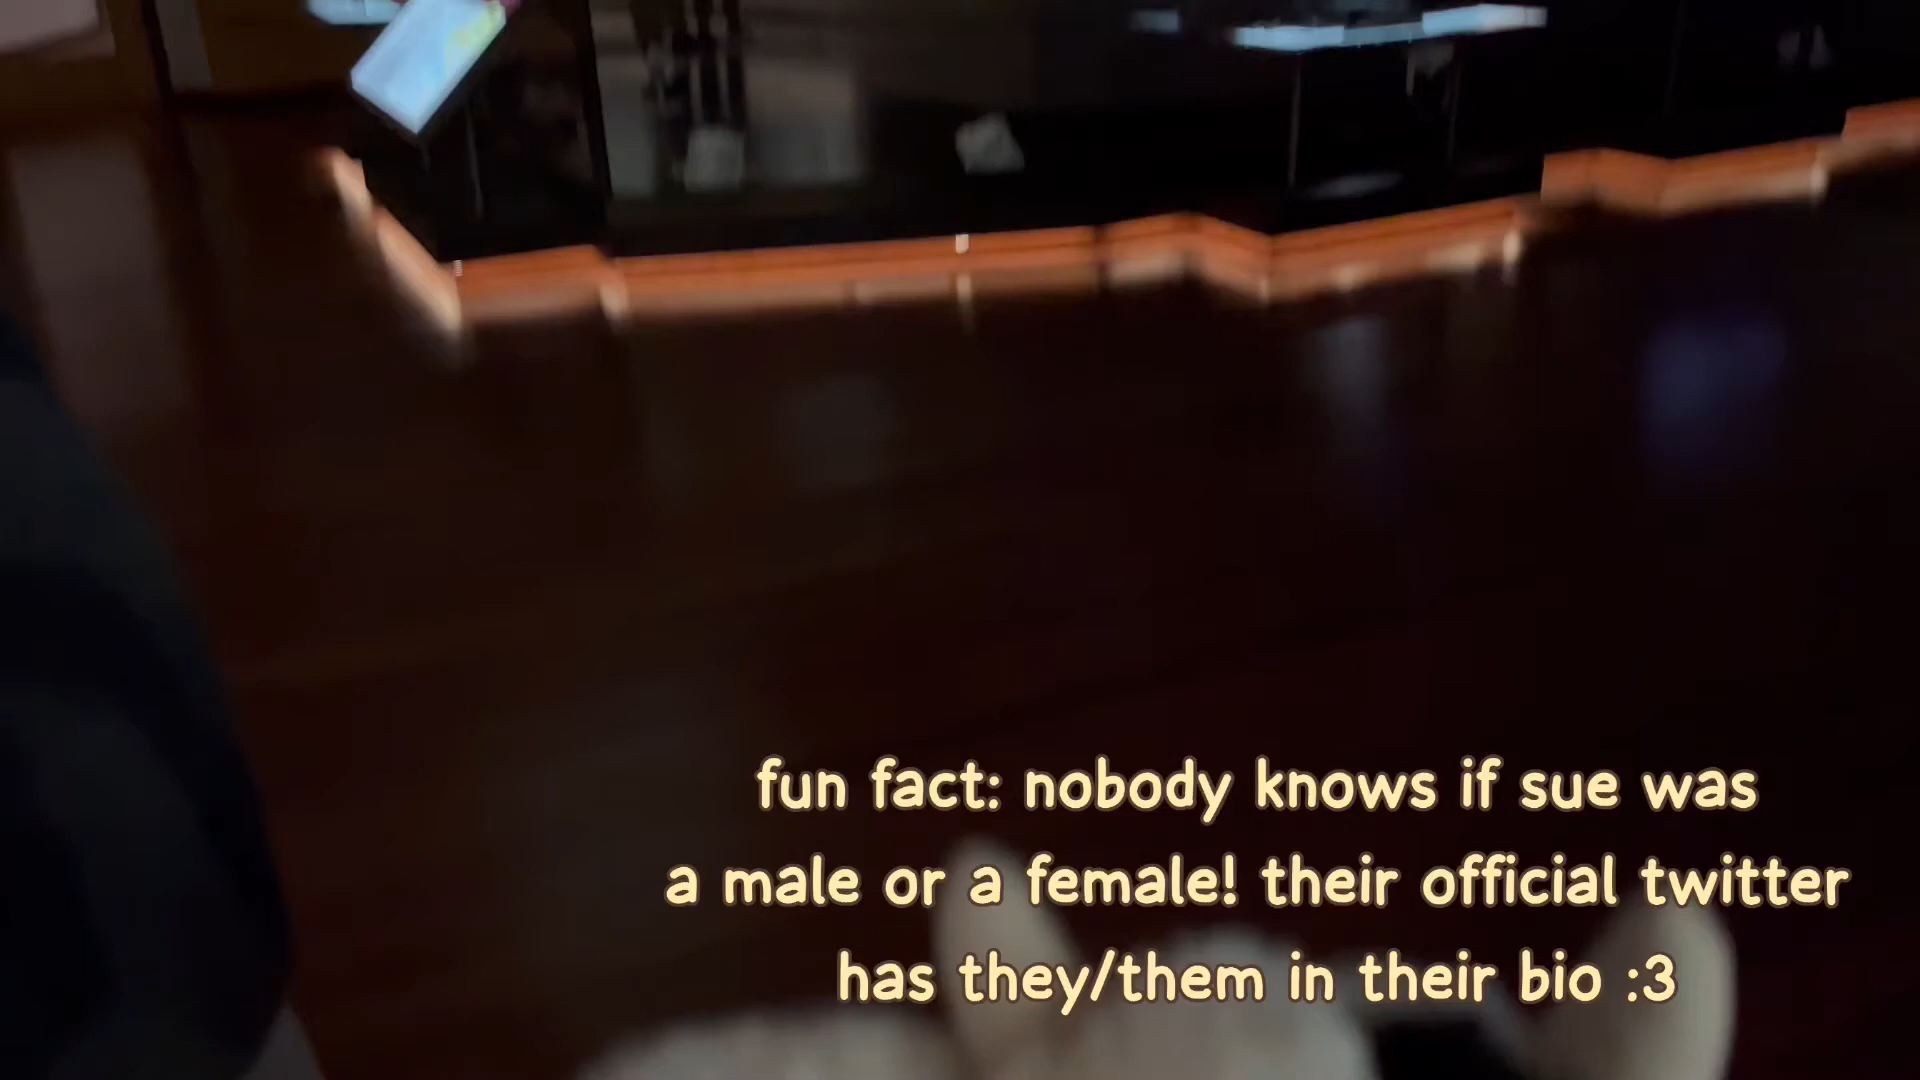 fun fact: nobody knows if sue was
a male or a female! their official twitter
has they/them in their bio :3